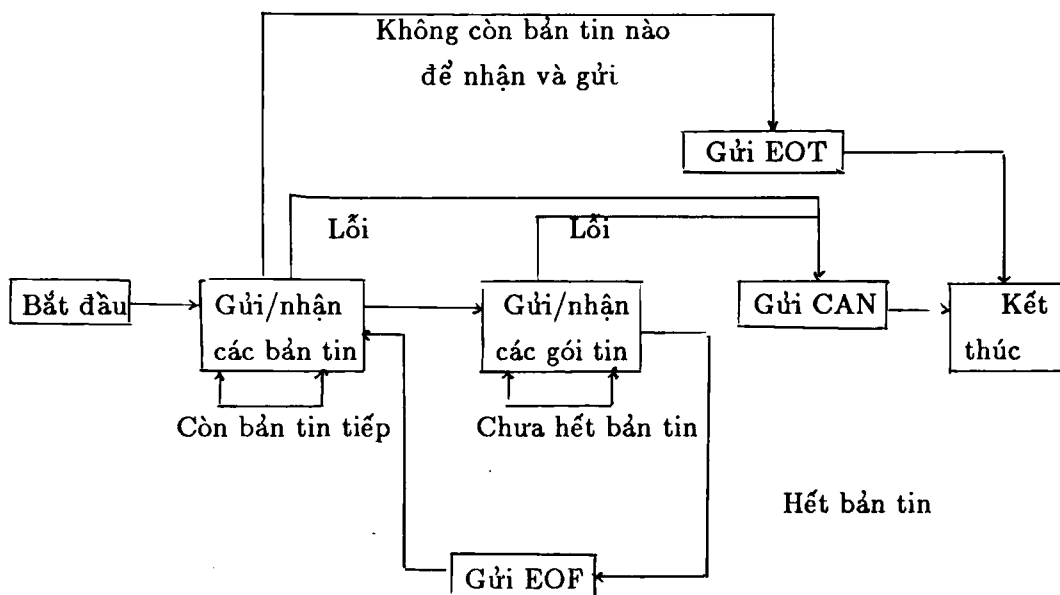 Không còn bản tin nào
để nhận và gửi
Gửi EOT
Lỗi
Lỗi
Bắt đầu
Gửi/nhận
các bản tin
Gửi/nhận
các gói tin
Gửi CAN
Kết
thúc
Còn bản tin tiếp
Chưa hết bản tin
Hết bản tin
Gửi EOF